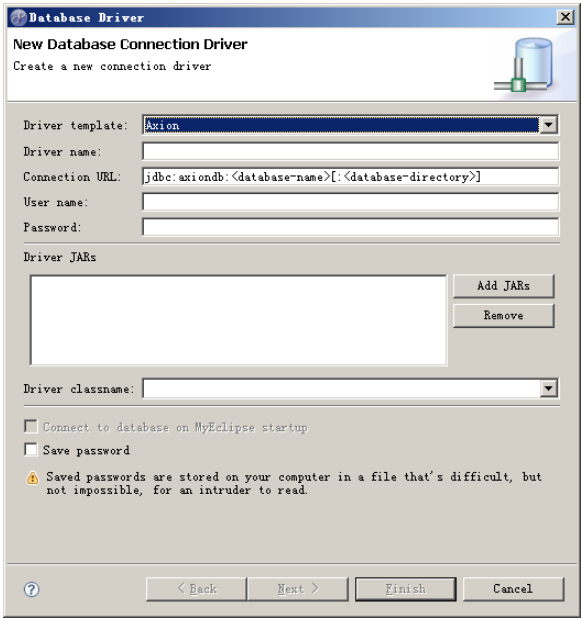 Database Driver
New Database Connection Driver
Create a new connection driver
Driver template: Axion
Driver name:
Connection URL: jdbc:axiondb:<database-name>[:<database-directory>]
User name:
Password:
Driver JARs
Add JARs
Remove
Driver classname:
Connect to database on MyEclipse startup
Save password
Saved passwords are stored on your computer in a file that's difficult, but
not impossible, for an intruder to read.
< Back Next > Finish Cancel